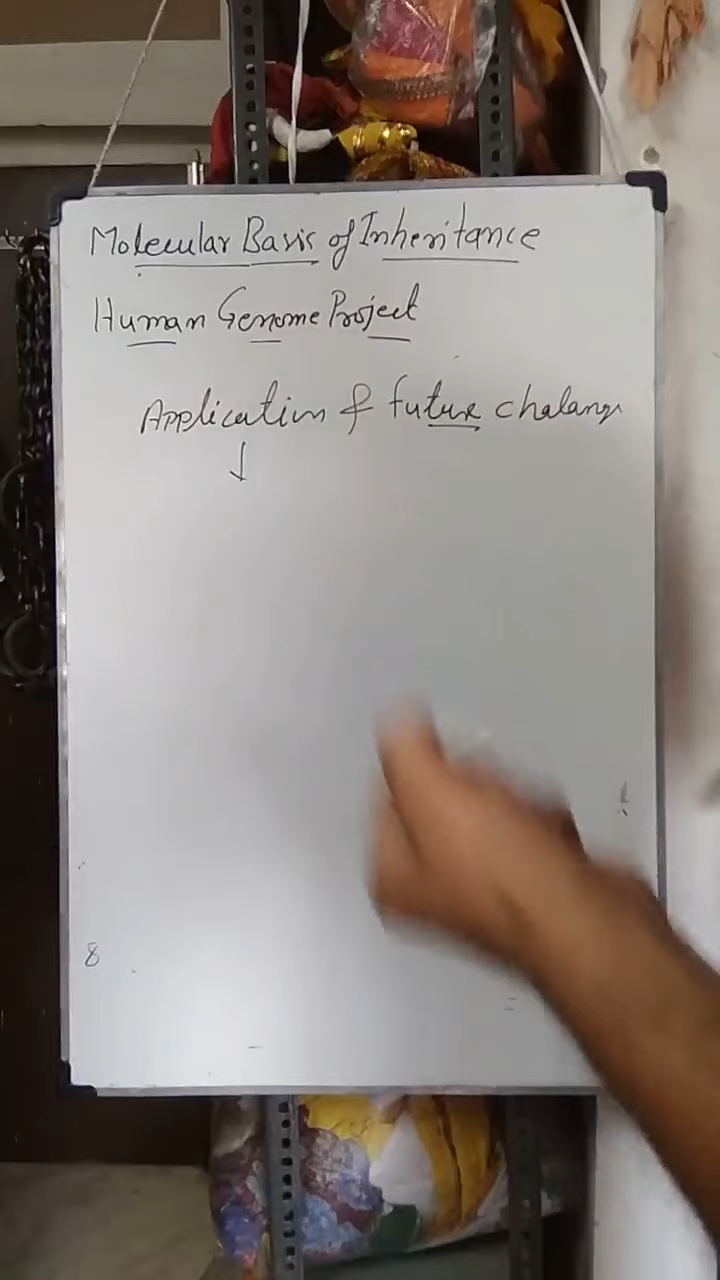 Molecular Basis of Inheritance
Human Genome Project
Application & future chalange
8